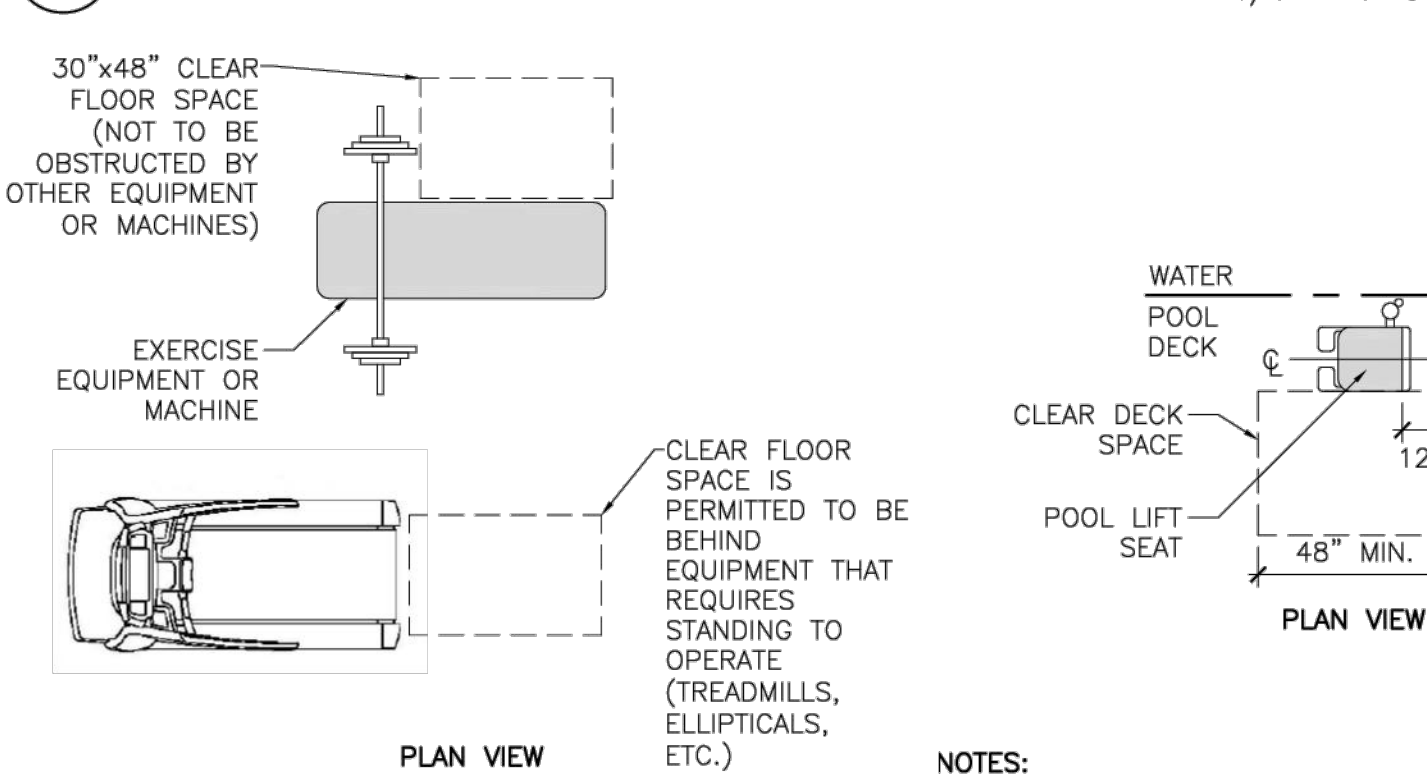 30”x48” CLEAR
FLOOR SPACE
(NOT TO BE
OBSTRUCTED BY
OTHER EQUIPMENT
OR MACHINES)
EXERCISE
EQUIPMENT OR
MACHINE
CLEAR FLOOR
SPACE IS
PERMITTED TO BE
BEHIND
EQUIPMENT THAT
REQUIRES
STANDING TO
OPERATE
(TREADMILLS,
ELLIPTICALS,
ETC.)
PLAN VIEW
WATER
POOL
DECK
℄
CLEAR DECK
SPACE
12
POOL LIFT
SEAT
48” MIN.
PLAN VIEW
NOTES: